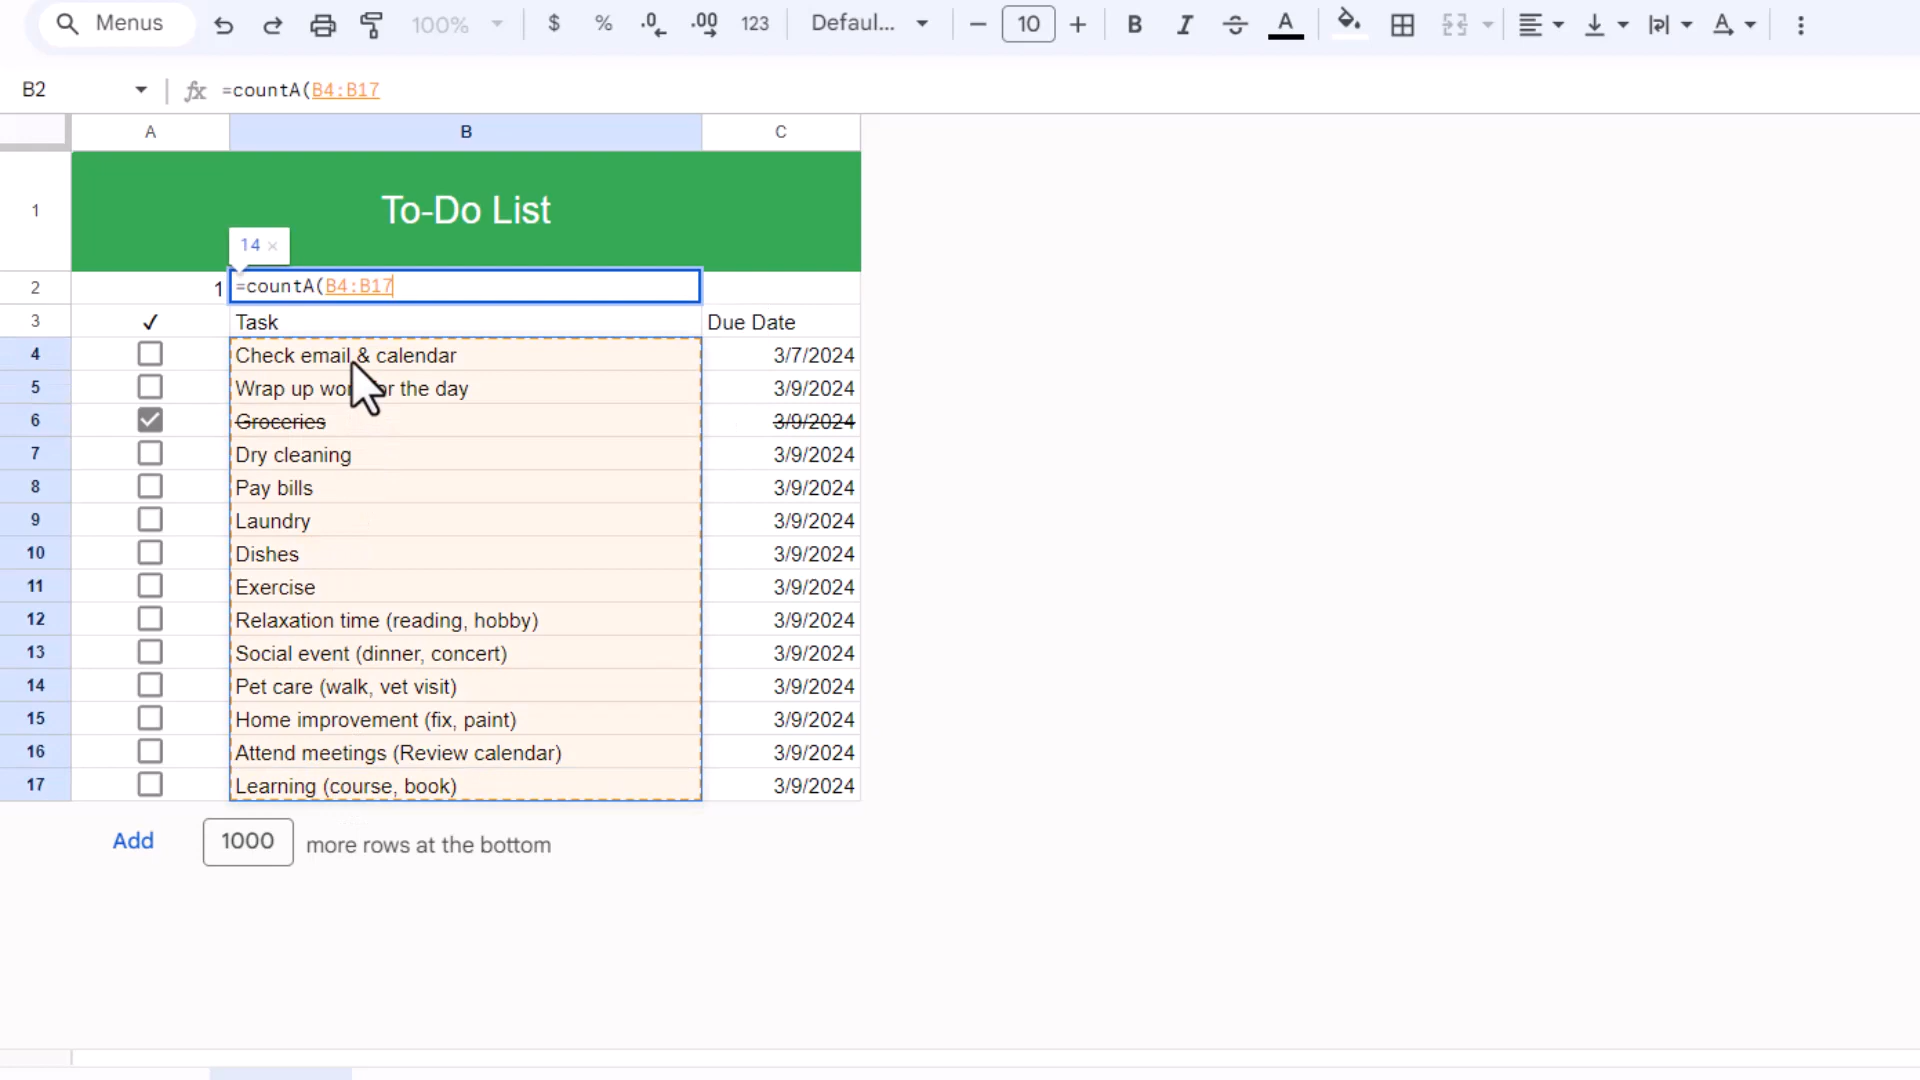 Menus 100% $ % .0 .00 123 Defaul... 10 B I S A A
B2 fx =countA(B4:B17
A B C
1 To-Do List
14 ×
2 1 =countA(B4:B17
3 ✓ Task Due Date
4 Check email & calendar 3/7/2024
5 Wrap up wor for the day 3/9/2024
6 Groceries 3/9/2024
7 Dry cleaning 3/9/2024
8 Pay bills 3/9/2024
9 Laundry 3/9/2024
10 Dishes 3/9/2024
11 Exercise 3/9/2024
12 Relaxation time (reading, hobby) 3/9/2024
13 Social event (dinner, concert) 3/9/2024
14 Pet care (walk, vet visit) 3/9/2024
15 Home improvement (fix, paint) 3/9/2024
16 Attend meetings (Review calendar) 3/9/2024
17 Learning (course, book) 3/9/2024
Add 1000 more rows at the bottom